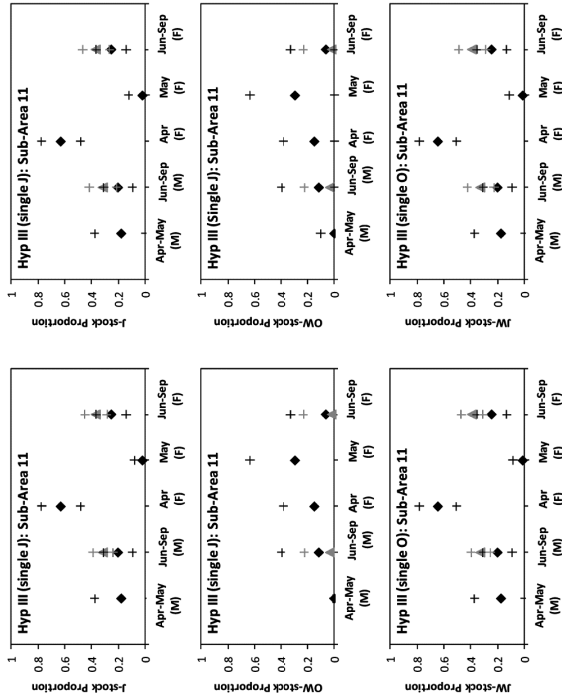 Hyp III (single J): Sub-Area 11
J-stock Proportion
1
0.8
0.6
0.4
0.2
0
Apr-May (M)
Jun-Sep (M)
Apr (F)
May (F)
Jun-Sep (F)
Hyp III (single J): Sub-Area 11
J-stock Proportion
1
0.8
0.6
0.4
0.2
0
Apr-May (M)
Jun-Sep (M)
Apr (F)
May (F)
Jun-Sep (F)
Hyp III (Single J): Sub-Area 11
OW-stock Proportion
1
0.8
0.6
0.4
0.2
0
Apr-May (M)
Jun-Sep (M)
Apr (F)
May (F)
Jun-Sep (F)
Hyp III (Single J): Sub-Area 11
OW-stock Proportion
1
0.8
0.6
0.4
0.2
0
Apr-May (M)
Jun-Sep (M)
Apr (F)
May (F)
Jun-Sep (F)
Hyp III (single O): Sub-Area 11
JW-stock Proportion
1
0.8
0.6
0.4
0.2
0
Apr-May (M)
Jun-Sep (M)
Apr (F)
May (F)
Jun-Sep (F)
Hyp III (single O): Sub-Area 11
JW-stock Proportion
1
0.8
0.6
0.4
0.2
0
Apr-May (M)
Jun-Sep (M)
Apr (F)
May (F)
Jun-Sep (F)